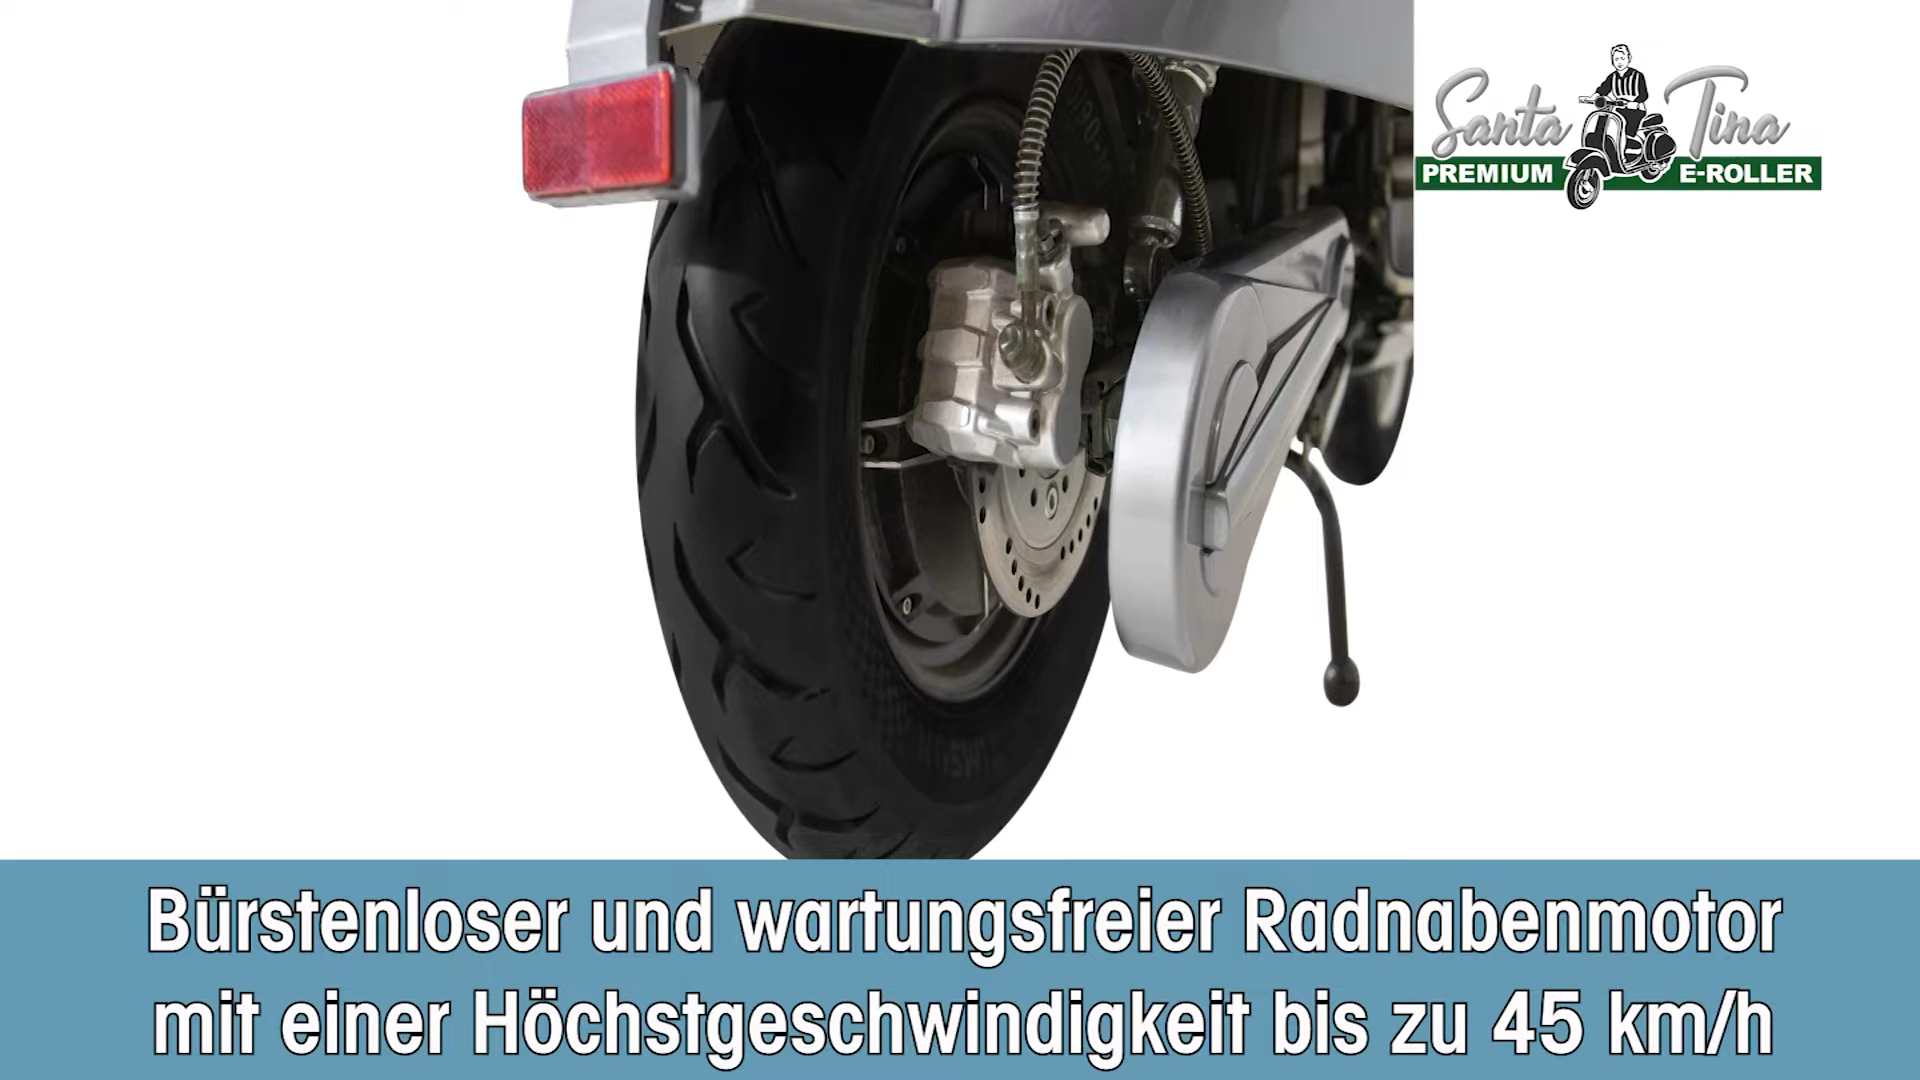 Santa Tina
PREMIUM E-ROLLER
Bürstenloser und wartungsfreier Radnabenmotor
mit einer Höchstgeschwindigkeit bis zu 45 km/h